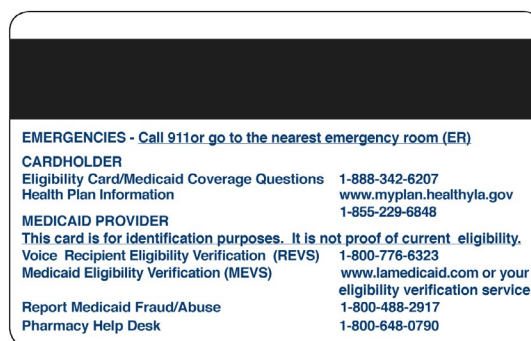 EMERGENCIES - Call 911or go to the nearest emergency room (ER)
CARDHOLDER
Eligibility Card/Medicaid Coverage Questions 1-888-342-6207
Health Plan Information www.myplan.healthyla.gov
1-855-229-6848
MEDICAID PROVIDER
This card is for identification purposes. It is not proof of current eligibility.
Voice Recipient Eligibility Verification (REVS) 1-800-776-6323
Medicaid Eligibility Verification (MEVS) www.lamedicaid.com or your
eligibility verification service
Report Medicaid Fraud/Abuse 1-800-488-2917
Pharmacy Help Desk 1-800-648-0790